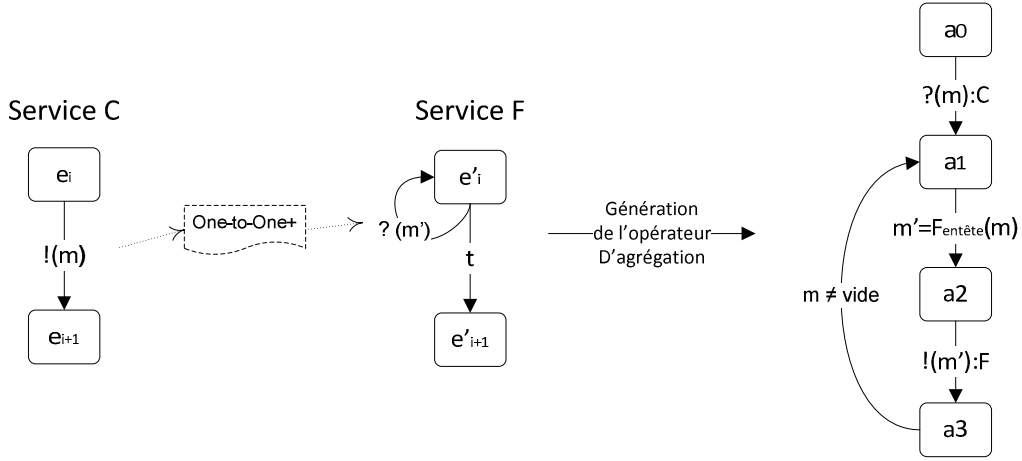 Service C
ei
!(m)
ei+1
One-to-One+
Service F
e'i
? (m')
t
e'i+1
Génération
de l'opérateur
D'agrégation
a0
?(m):C
a1
m'=Fentête(m)
a2
m ≠ vide
!(m'):F
a3